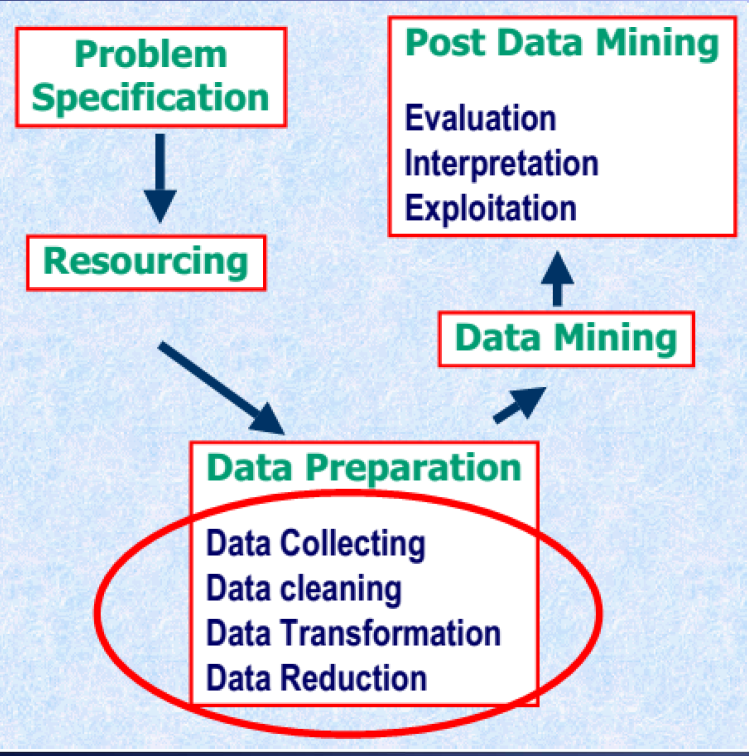 Problem
Specification
Resourcing
Data Preparation
Data Collecting
Data cleaning
Data Transformation
Data Reduction
Data Mining
Post Data Mining
Evaluation
Interpretation
Exploitation